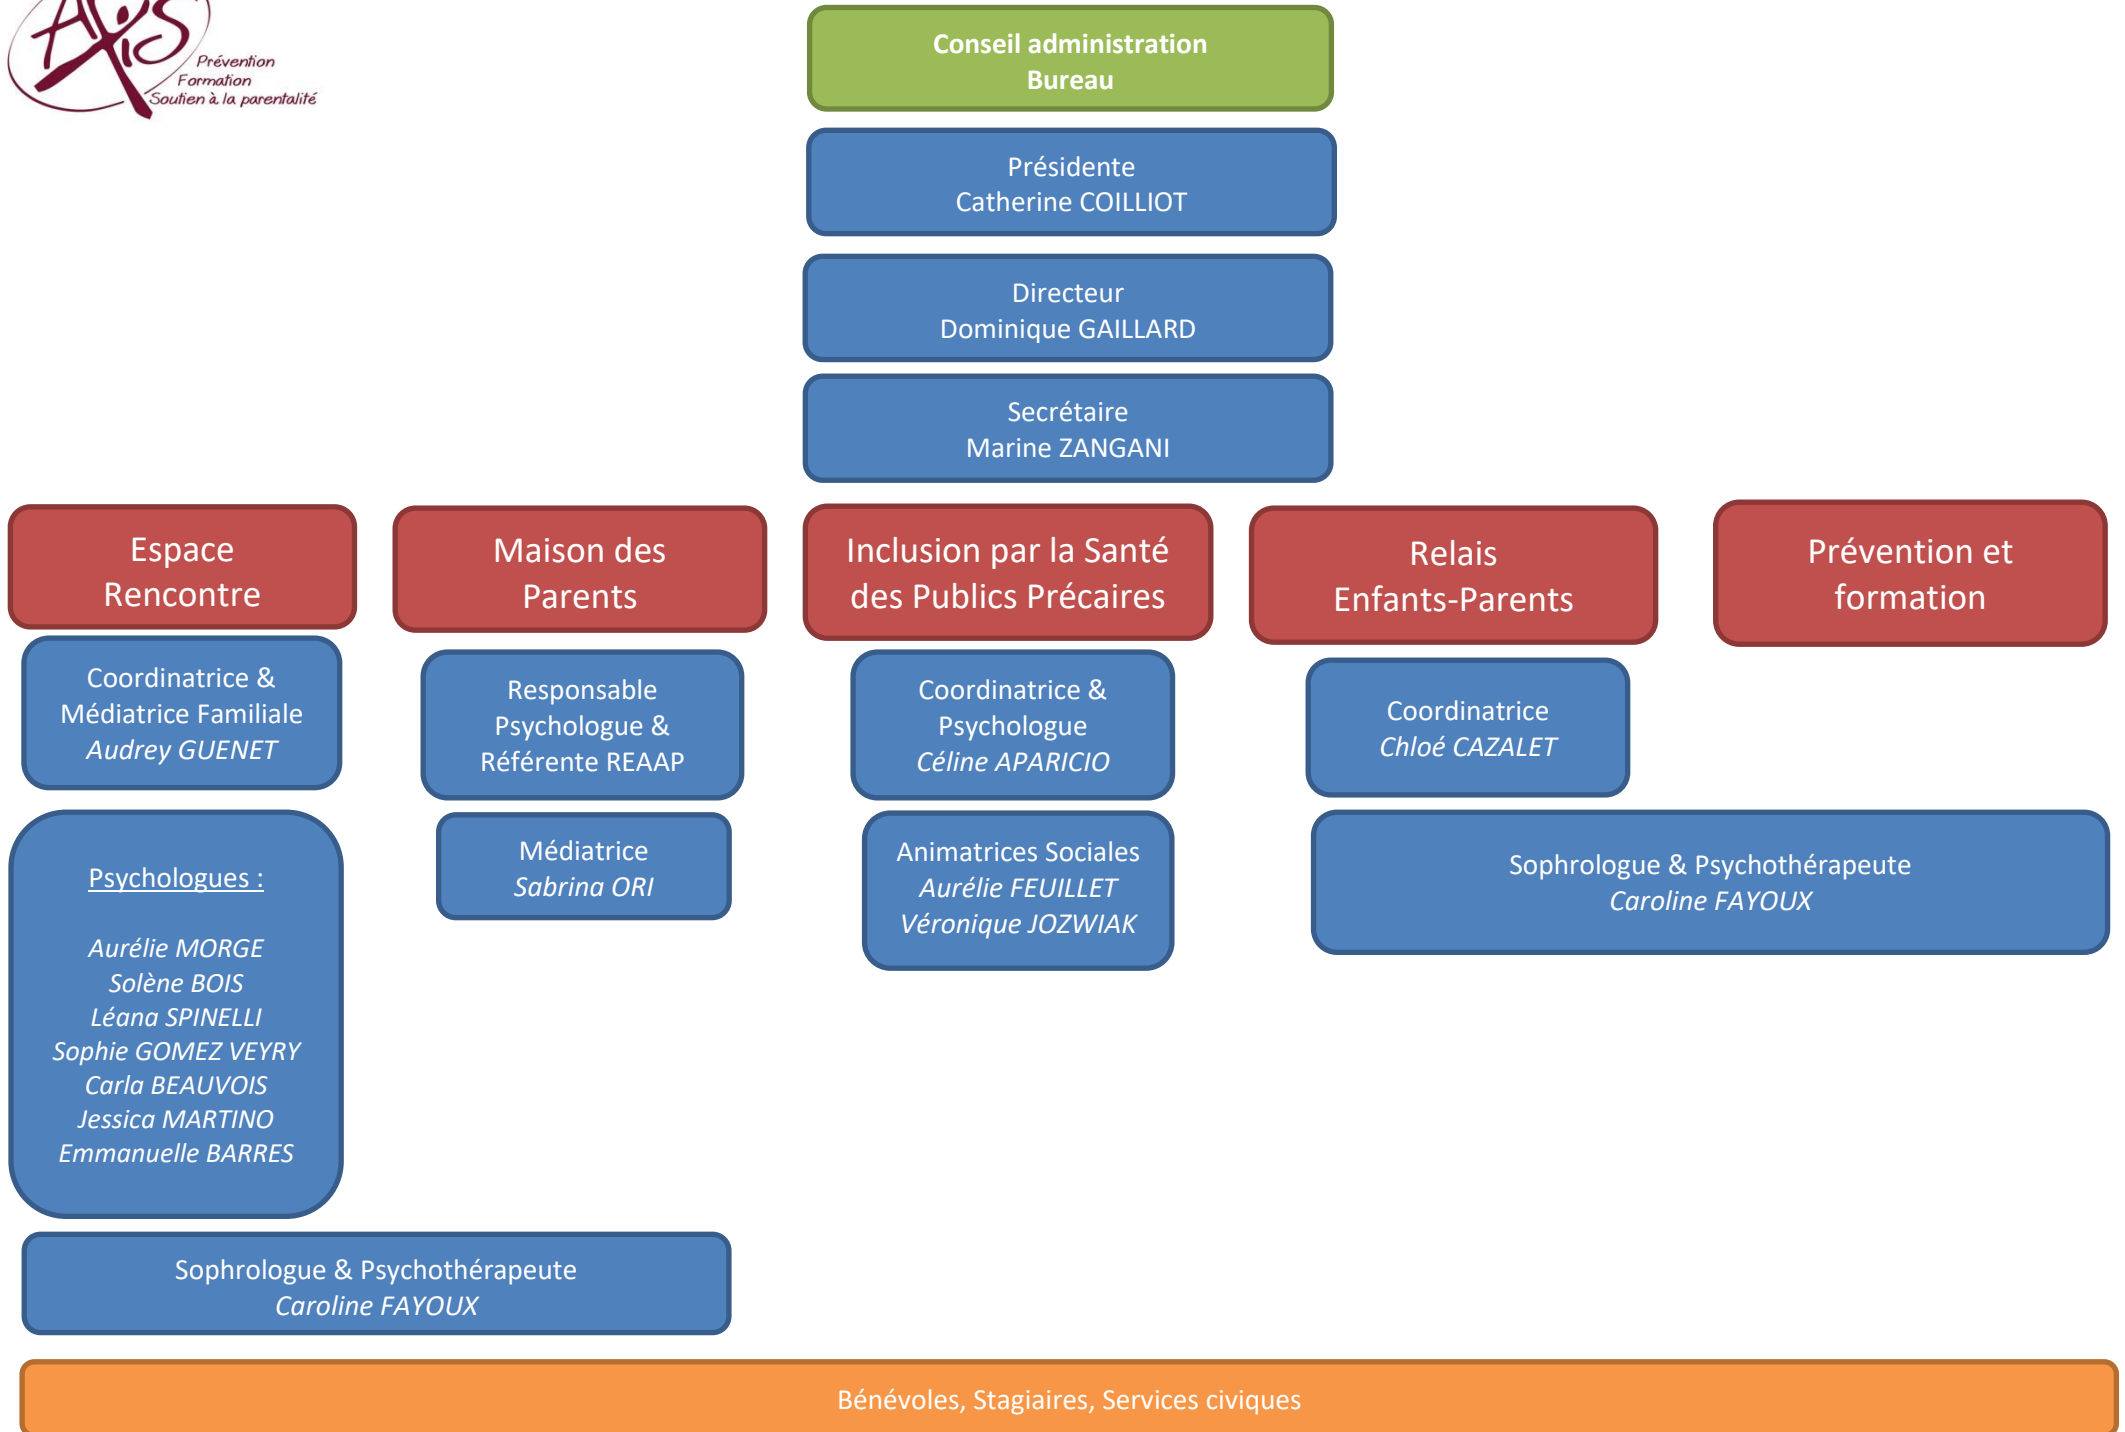 AXiS
Prévention
Formation
Soutien à la parentalité
Conseil administration
Bureau
Présidente
Catherine COILLIOT
Directeur
Dominique GAILLARD
Secrétaire
Marine ZANGANI
Espace
Rencontre
Maison des
Parents
Inclusion par la Santé
des Publics Précaires
Relais
Enfants-Parents
Prévention et
formation
Coordinatrice &
Médiatrice Familiale
Audrey GUENET
Responsable
Psychologue &
Référente REAAP
Coordinatrice &
Psychologue
Céline APARICIO
Coordinatrice
Chloé CAZALET
Psychologues :
Aurélie MORGE
Solène BOIS
Léana SPINELLI
Sophie GOMEZ VEYRY
Carla BEAUVOIS
Jessica MARTINO
Emmanuelle BARRES
Médiatrice
Sabrina ORI
Animatrices Sociales
Aurélie FEUILLET
Véronique JOZWIAK
Sophrologue & Psychothérapeute
Caroline FAYOUX
Sophrologue & Psychothérapeute
Caroline FAYOUX
Bénévoles, Stagiaires, Services civiques